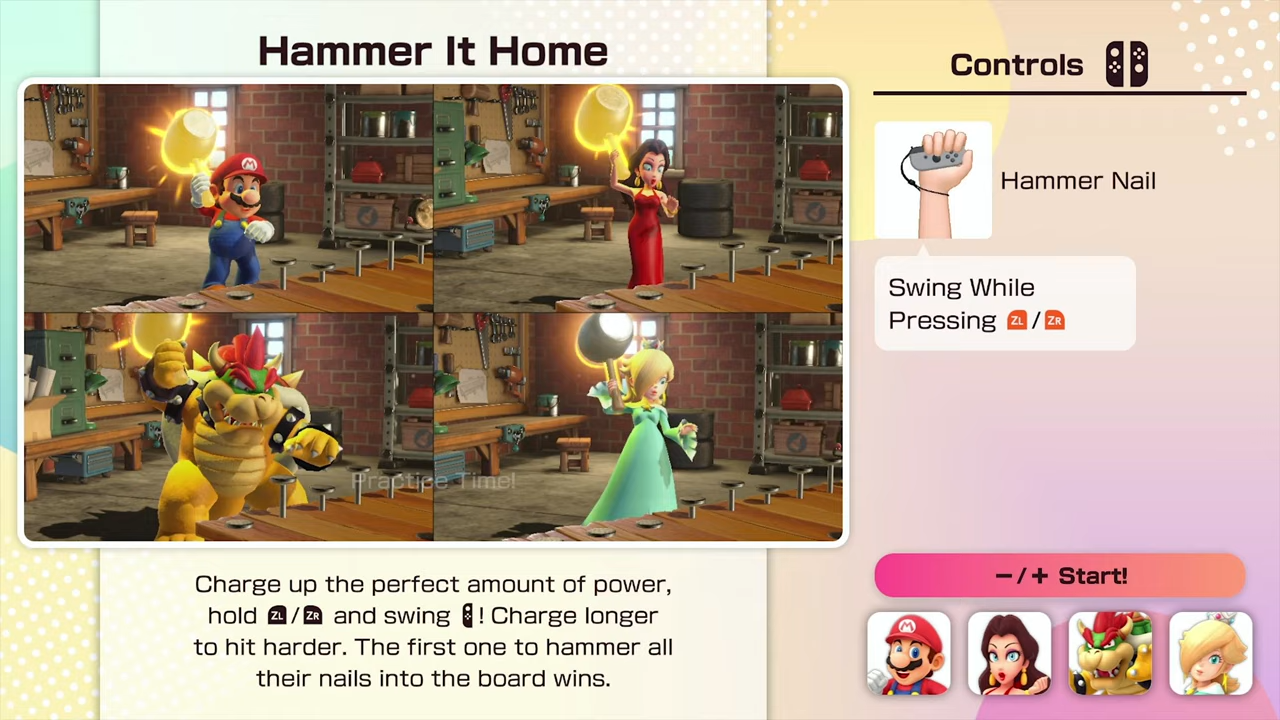 Hammer It Home
Controls
Hammer Nail
Swing While
Pressing ZL/ZR
Practice Time!
Charge up the perfect amount of power,
hold ZL/ZR and swing ! Charge longer
to hit harder. The first one to hammer all
their nails into the board wins.
−/+ Start!